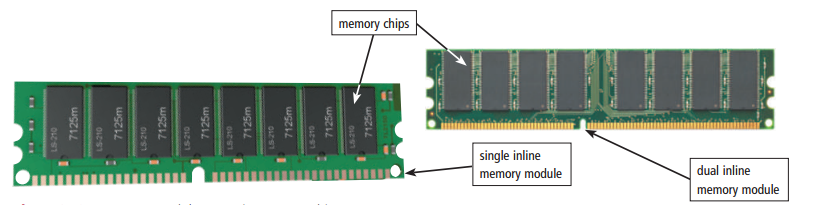 memory chips
LS-210 7125m
LS-210 7125m
LS-210 7125m
LS-210 7125m
LS-210 7125m
LS-210 7125m
LS-210 7125m
LS-210 7125m
single inline
memory module
dual inline
memory module